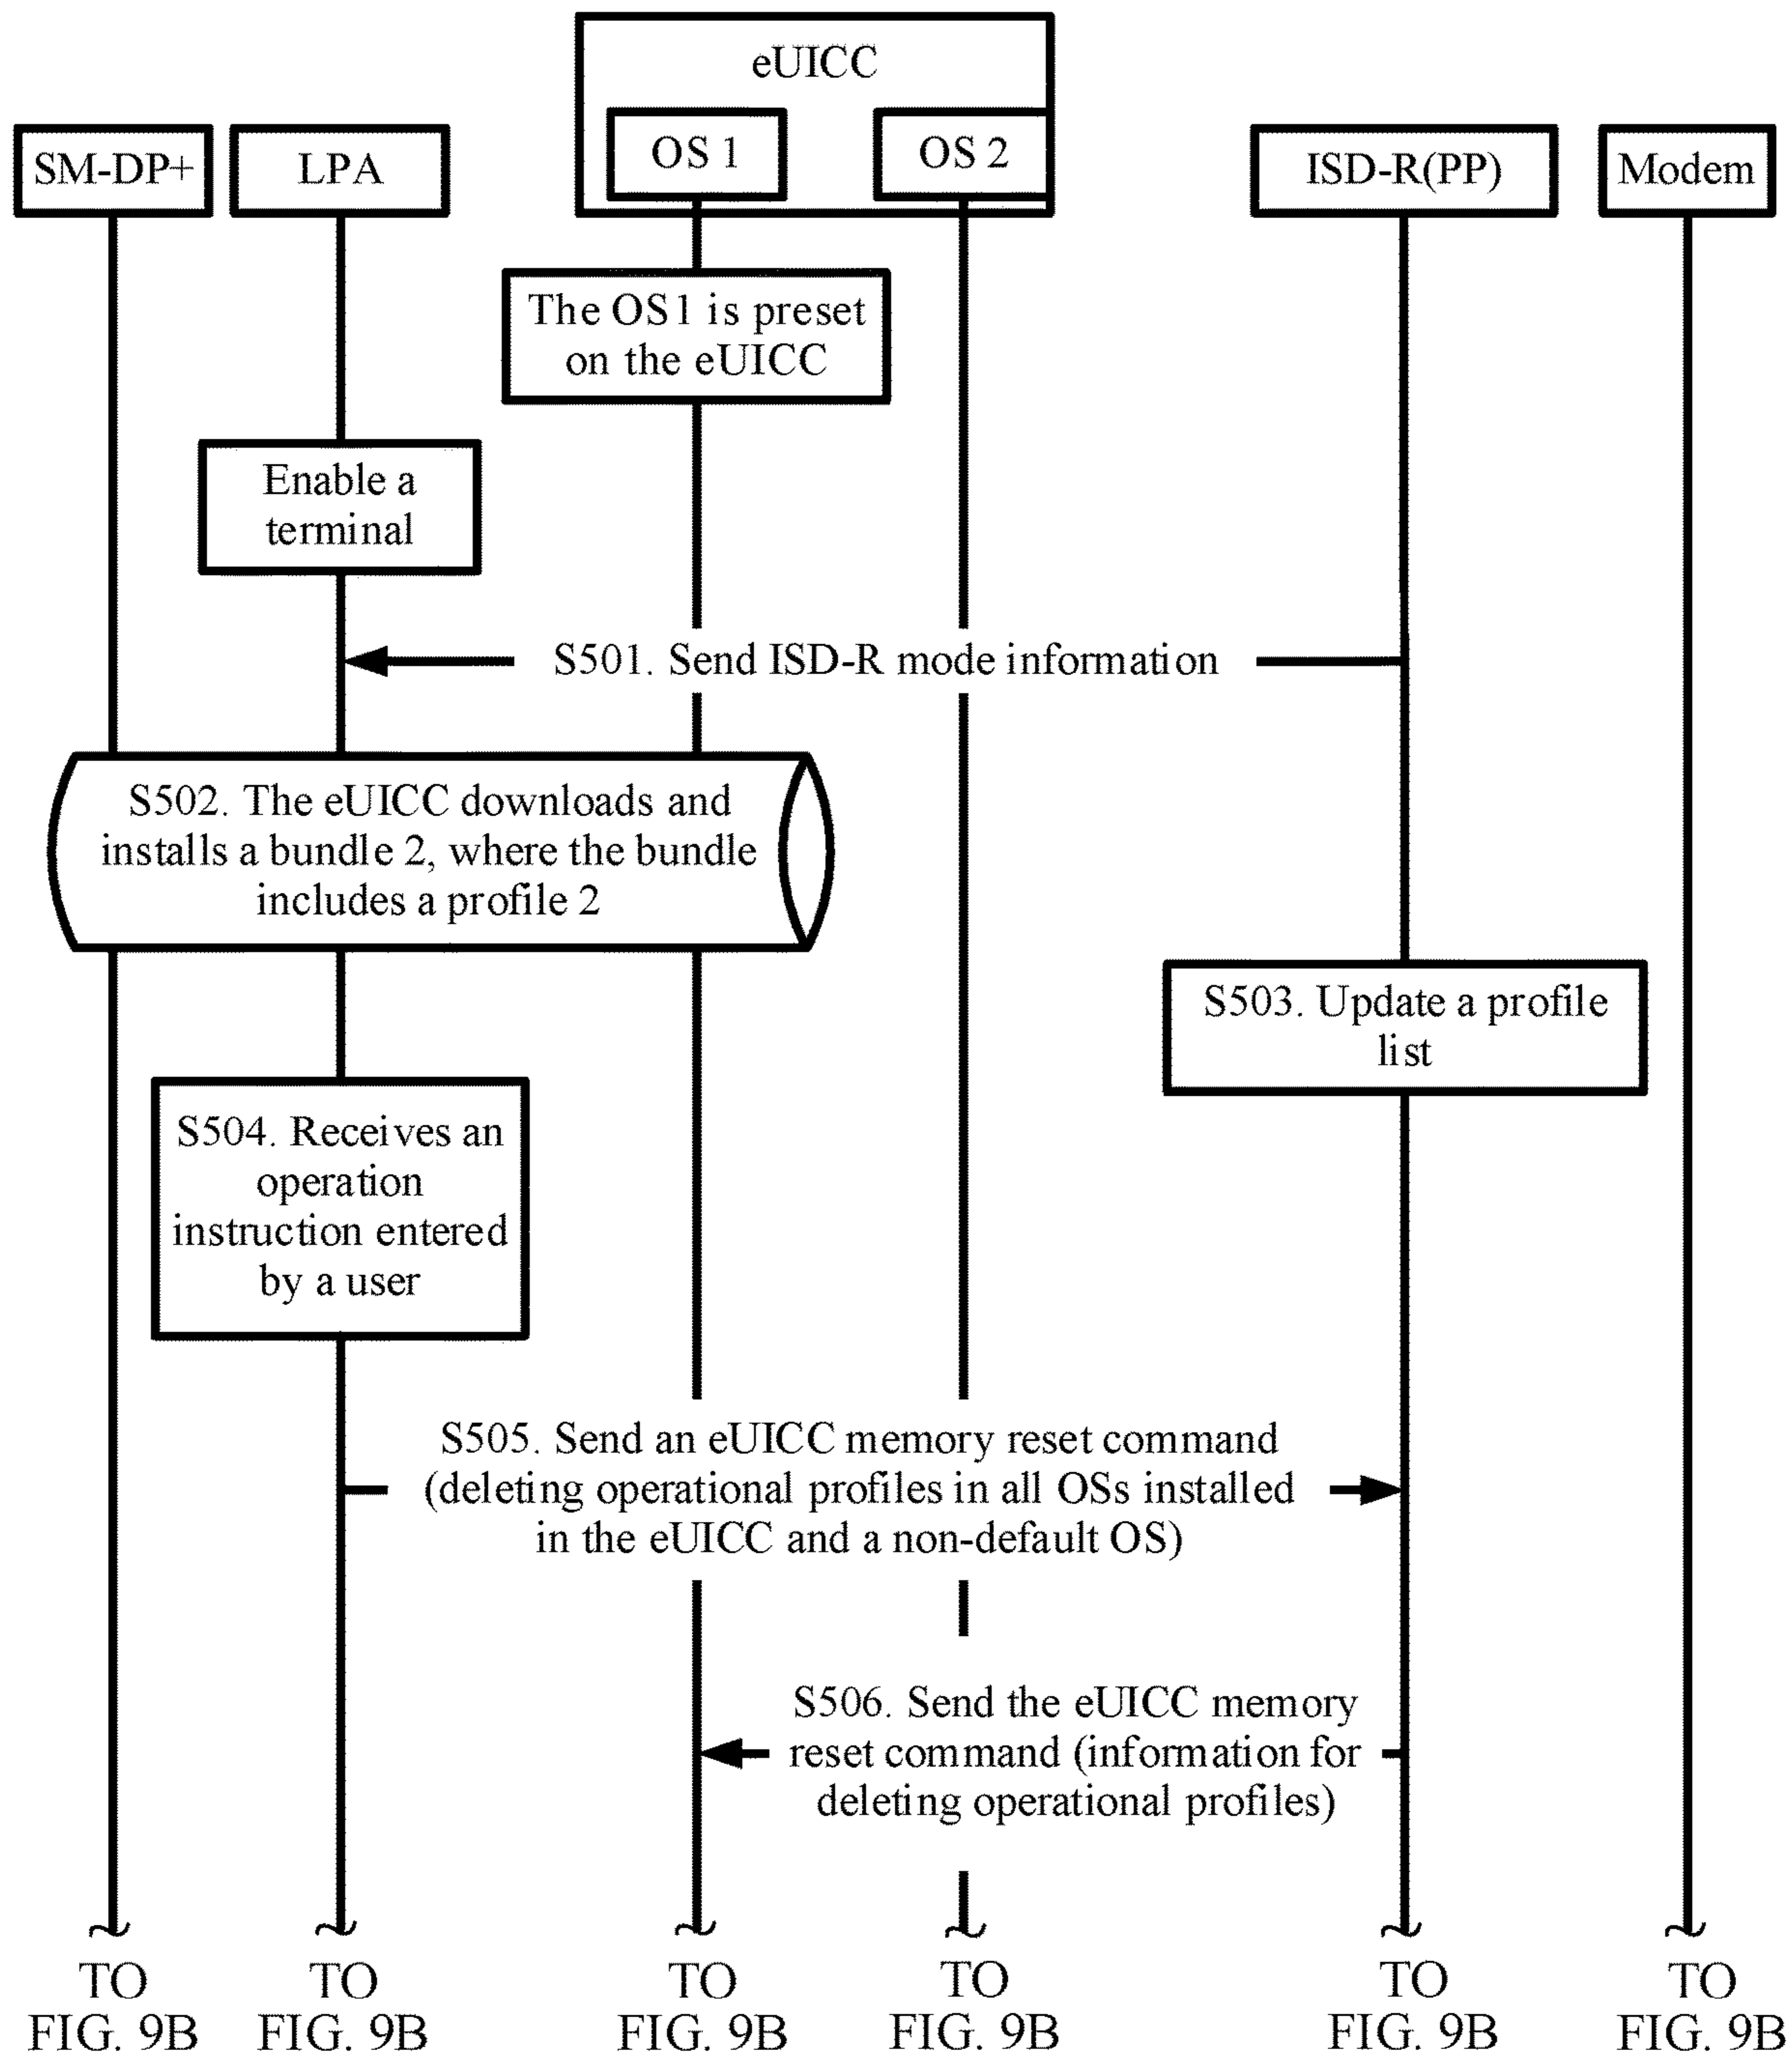 eUICC
SM-DP+
LPA
OS 1
OS 2
ISD-R(PP)
Modem
The OS1 is preset
on the eUICC
Enable a
terminal
S501. Send ISD-R mode information
S502. The eUICC downloads and
installs a bundle 2, where the bundle
includes a profile 2
S503. Update a profile
list
S504. Receives an
operation
instruction entered
by a user
S505. Send an eUICC memory reset command
(deleting operational profiles in all OSs installed
in the eUICC and a non-default OS)
S506. Send the eUICC memory
reset command (information for
deleting operational profiles)
TO
FIG. 9B
TO
FIG. 9B
TO
FIG. 9B
TO
FIG. 9B
TO
FIG. 9B
TO
FIG. 9B